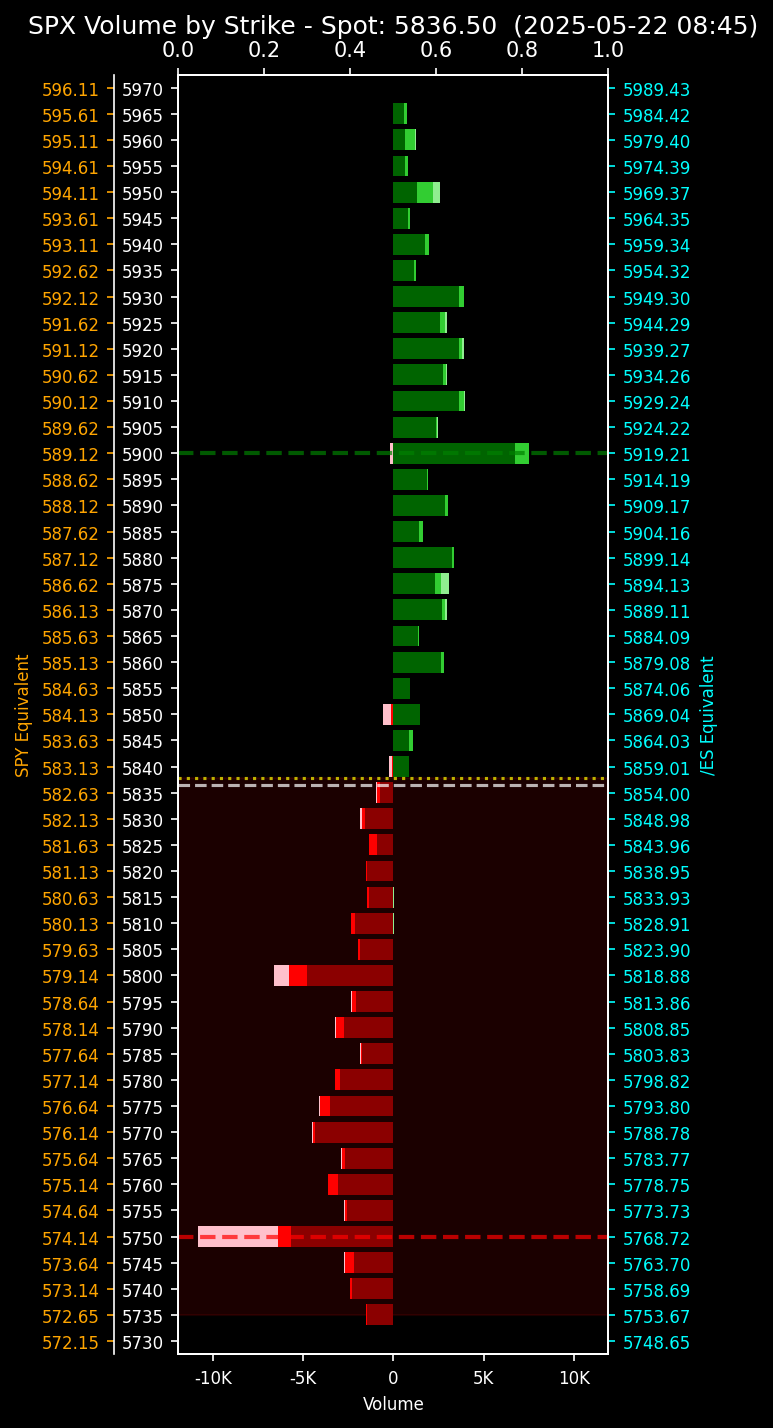 SPX Volume by Strike - Spot: 5836.50 (2025-05-22 08:45)
0.0 0.2 0.4 0.6 0.8 1.0
596.11 5970 5989.43
595.61 5965 5984.42
595.11 5960 5979.40
594.61 5955 5974.39
594.11 5950 5969.37
593.61 5945 5964.35
593.11 5940 5959.34
592.62 5935 5954.32
592.12 5930 5949.30
591.62 5925 5944.29
591.12 5920 5939.27
590.62 5915 5934.26
590.12 5910 5929.24
589.62 5905 5924.22
589.12 5900 5919.21
588.62 5895 5914.19
588.12 5890 5909.17
587.62 5885 5904.16
587.12 5880 5899.14
586.62 5875 5894.13
586.13 5870 5889.11
585.63 5865 5884.09
585.13 5860 5879.08
584.63 5855 5874.06
584.13 5850 5869.04
583.63 5845 5864.03
583.13 5840 5859.01
582.63 5835 5854.00
582.13 5830 5848.98
581.63 5825 5843.96
581.13 5820 5838.95
580.63 5815 5833.93
580.13 5810 5828.91
579.63 5805 5823.90
579.14 5800 5818.88
578.64 5795 5813.86
578.14 5790 5808.85
577.64 5785 5803.83
577.14 5780 5798.82
576.64 5775 5793.80
576.14 5770 5788.78
575.64 5765 5783.77
575.14 5760 5778.75
574.64 5755 5773.73
574.14 5750 5768.72
573.64 5745 5763.70
573.14 5740 5758.69
572.65 5735 5753.67
572.15 5730 5748.65
SPY Equivalent
/ES Equivalent
-10K -5K 0 5K 10K
Volume